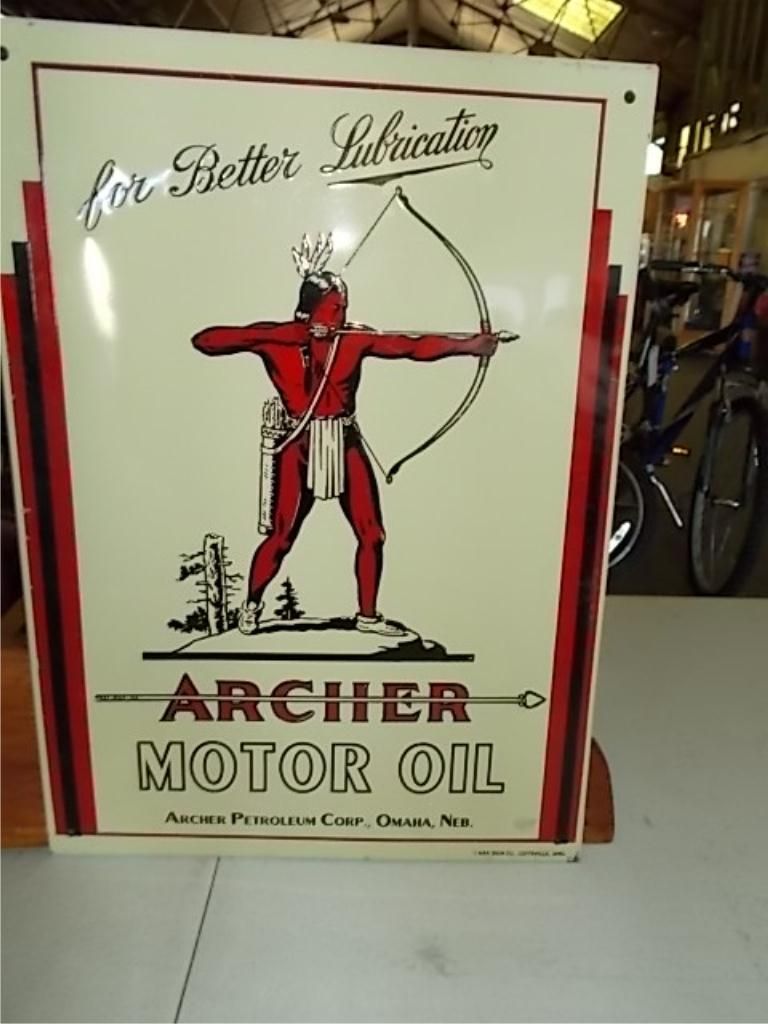 for Better Lubrication
ARCHER
MOTOR OIL
ARCHER PETROLEUM CORP., OMAHA, NEB.